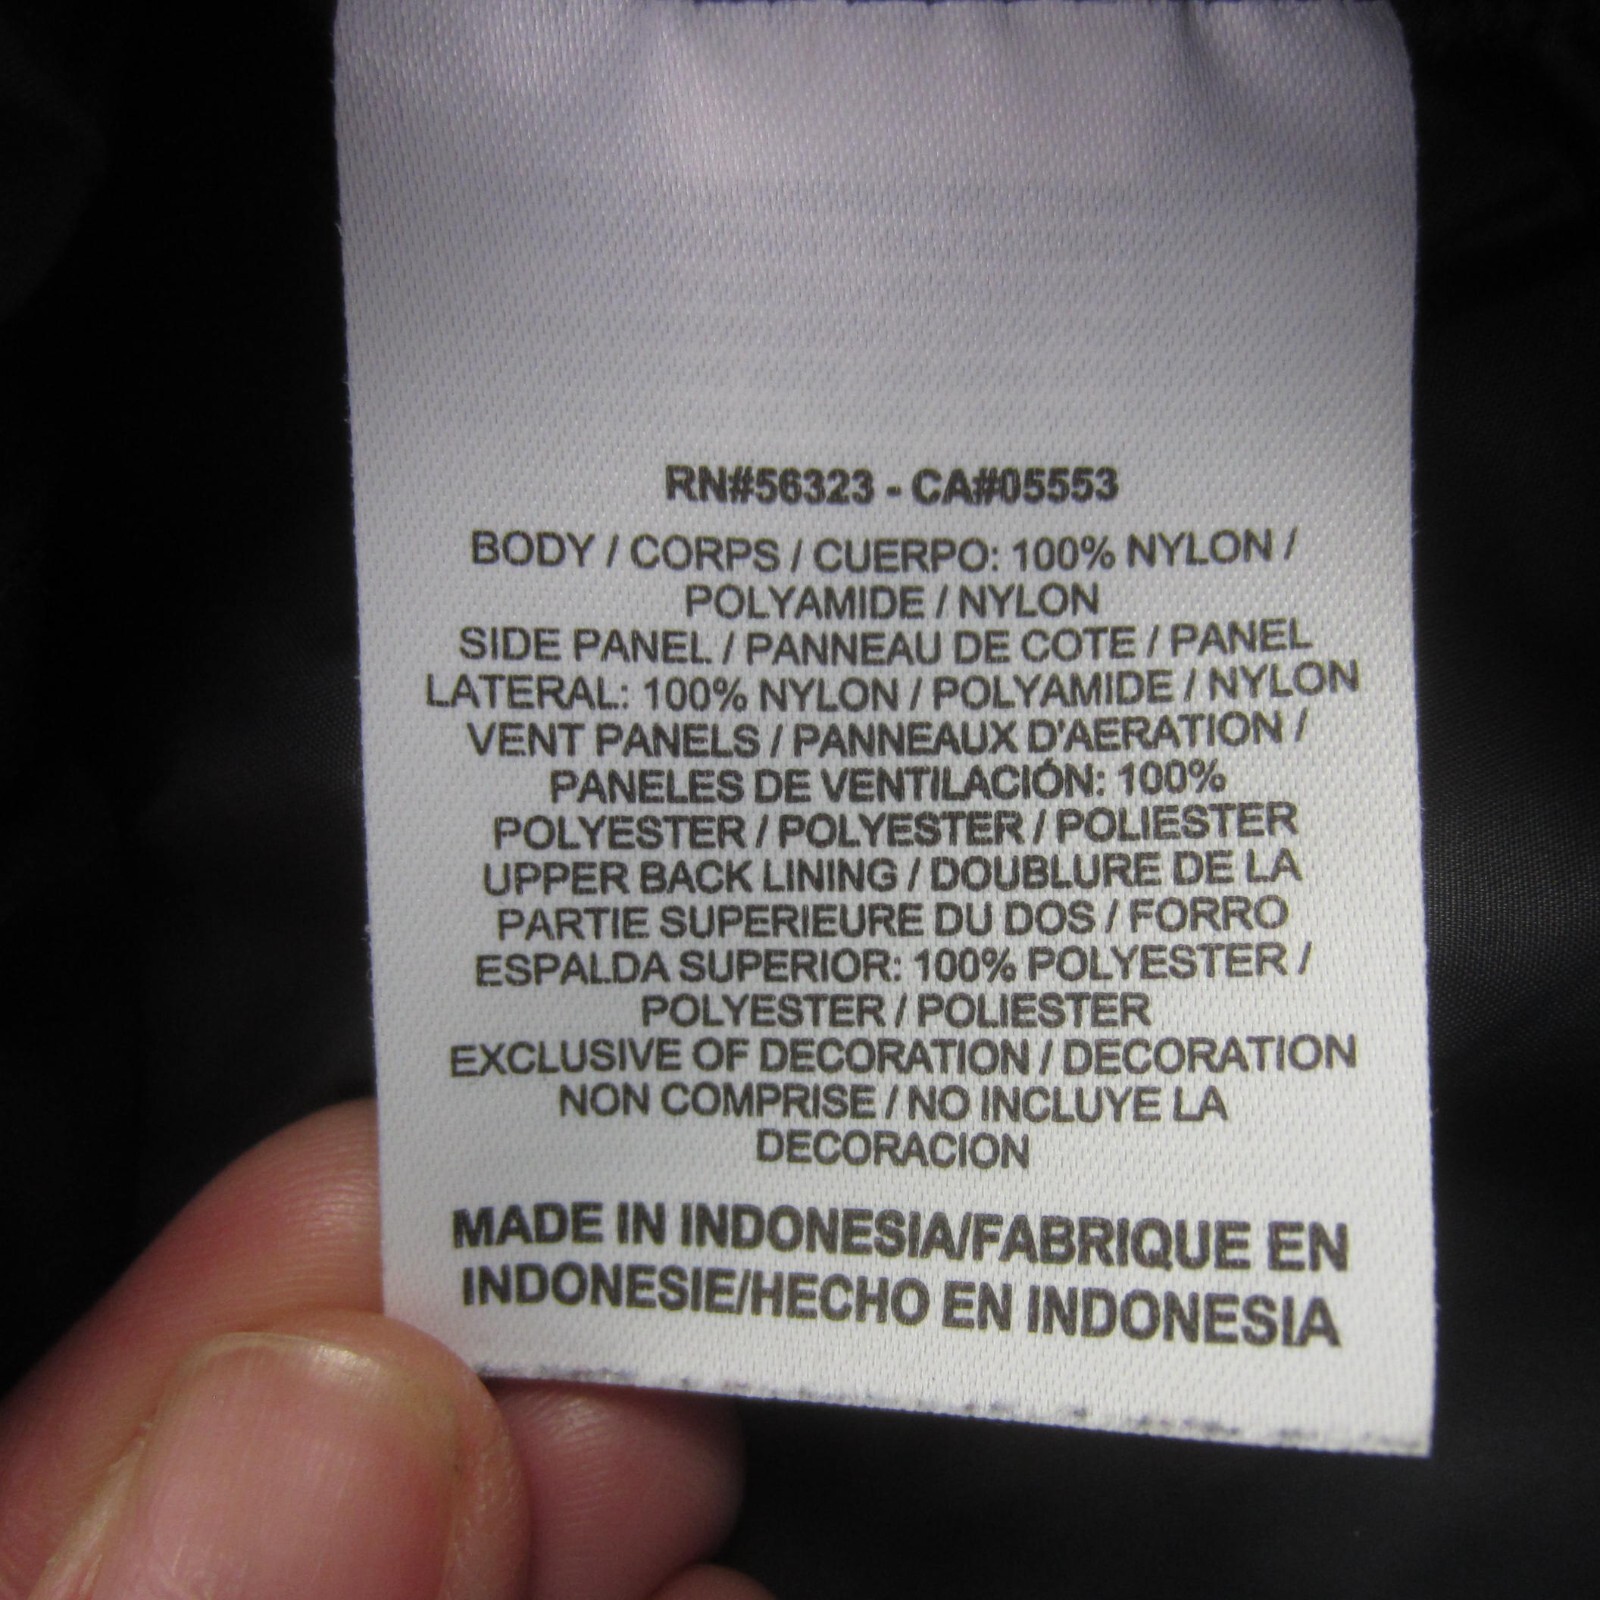 RN#56323 - CA#05553
BODY / CORPS / CUERPO: 100% NYLON /
POLYAMIDE / NYLON
SIDE PANEL / PANNEAU DE COTE / PANEL
LATERAL: 100% NYLON / POLYAMIDE / NYLON
VENT PANELS / PANNEAUX D'AERATION /
PANELES DE VENTILACIÓN: 100%
POLYESTER / POLYESTER / POLIESTER
UPPER BACK LINING / DOUBLURE DE LA
PARTIE SUPERIEURE DU DOS / FORRO
ESPALDA SUPERIOR: 100% POLYESTER /
POLYESTER / POLIESTER
EXCLUSIVE OF DECORATION / DECORATION
NON COMPRISE / NO INCLUYE LA
DECORACION
MADE IN INDONESIA/FABRIQUE EN
INDONESIE/HECHO EN INDONESIA